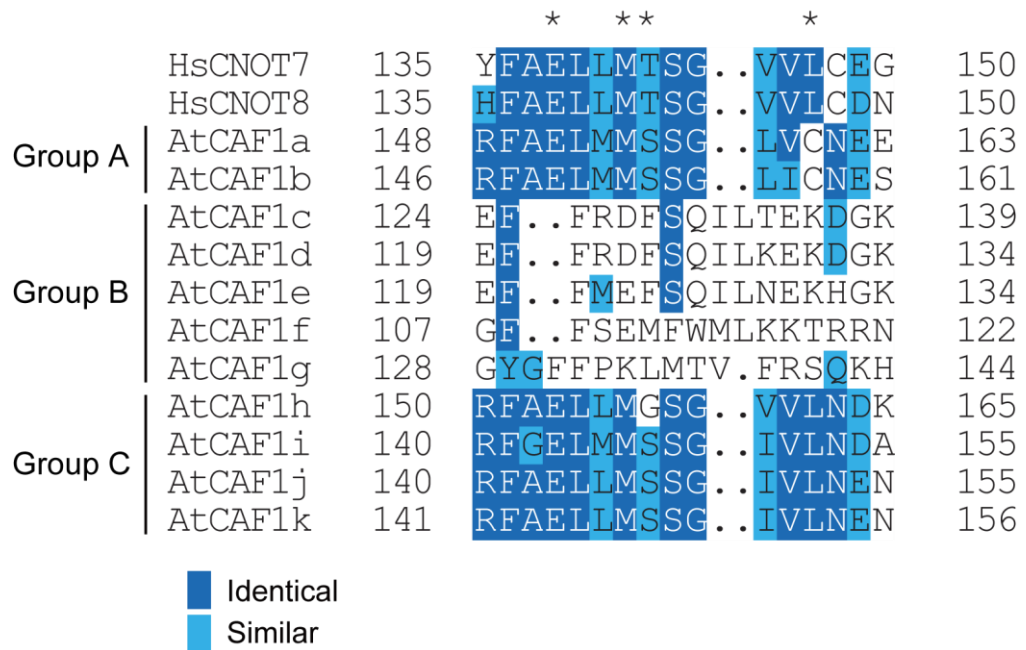 * ** *
HsCNOT7 135 YFAELLMTSG..VVLCEG 150
HsCNOT8 135 HFAELLMTSG..VVLCDN 150
Group A
AtCAF1a 148 RFAELMMSSG..LVCNEE 163
AtCAF1b 146 RFAELMMSSG..LICNES 161
Group B
AtCAF1c 124 EF..FRDFSQILTEKDGK 139
AtCAF1d 119 EF..FRDFSQILKEKDGK 134
AtCAF1e 119 EF..FMEFSQILNEKHGK 134
AtCAF1f 107 GF..FSEMFWMLKKTRRN 122
AtCAF1g 128 GYGFFPKLMTV.FRSQKH 144
Group C
AtCAF1h 150 RFAELLMGSG..VVLNDK 165
AtCAF1i 140 RFGELMMSSG..IVLNDA 155
AtCAF1j 140 RFAELLMSSG..IVLNEN 155
AtCAF1k 141 RFAELLMSSG..IVLNEN 156
Identical
Similar